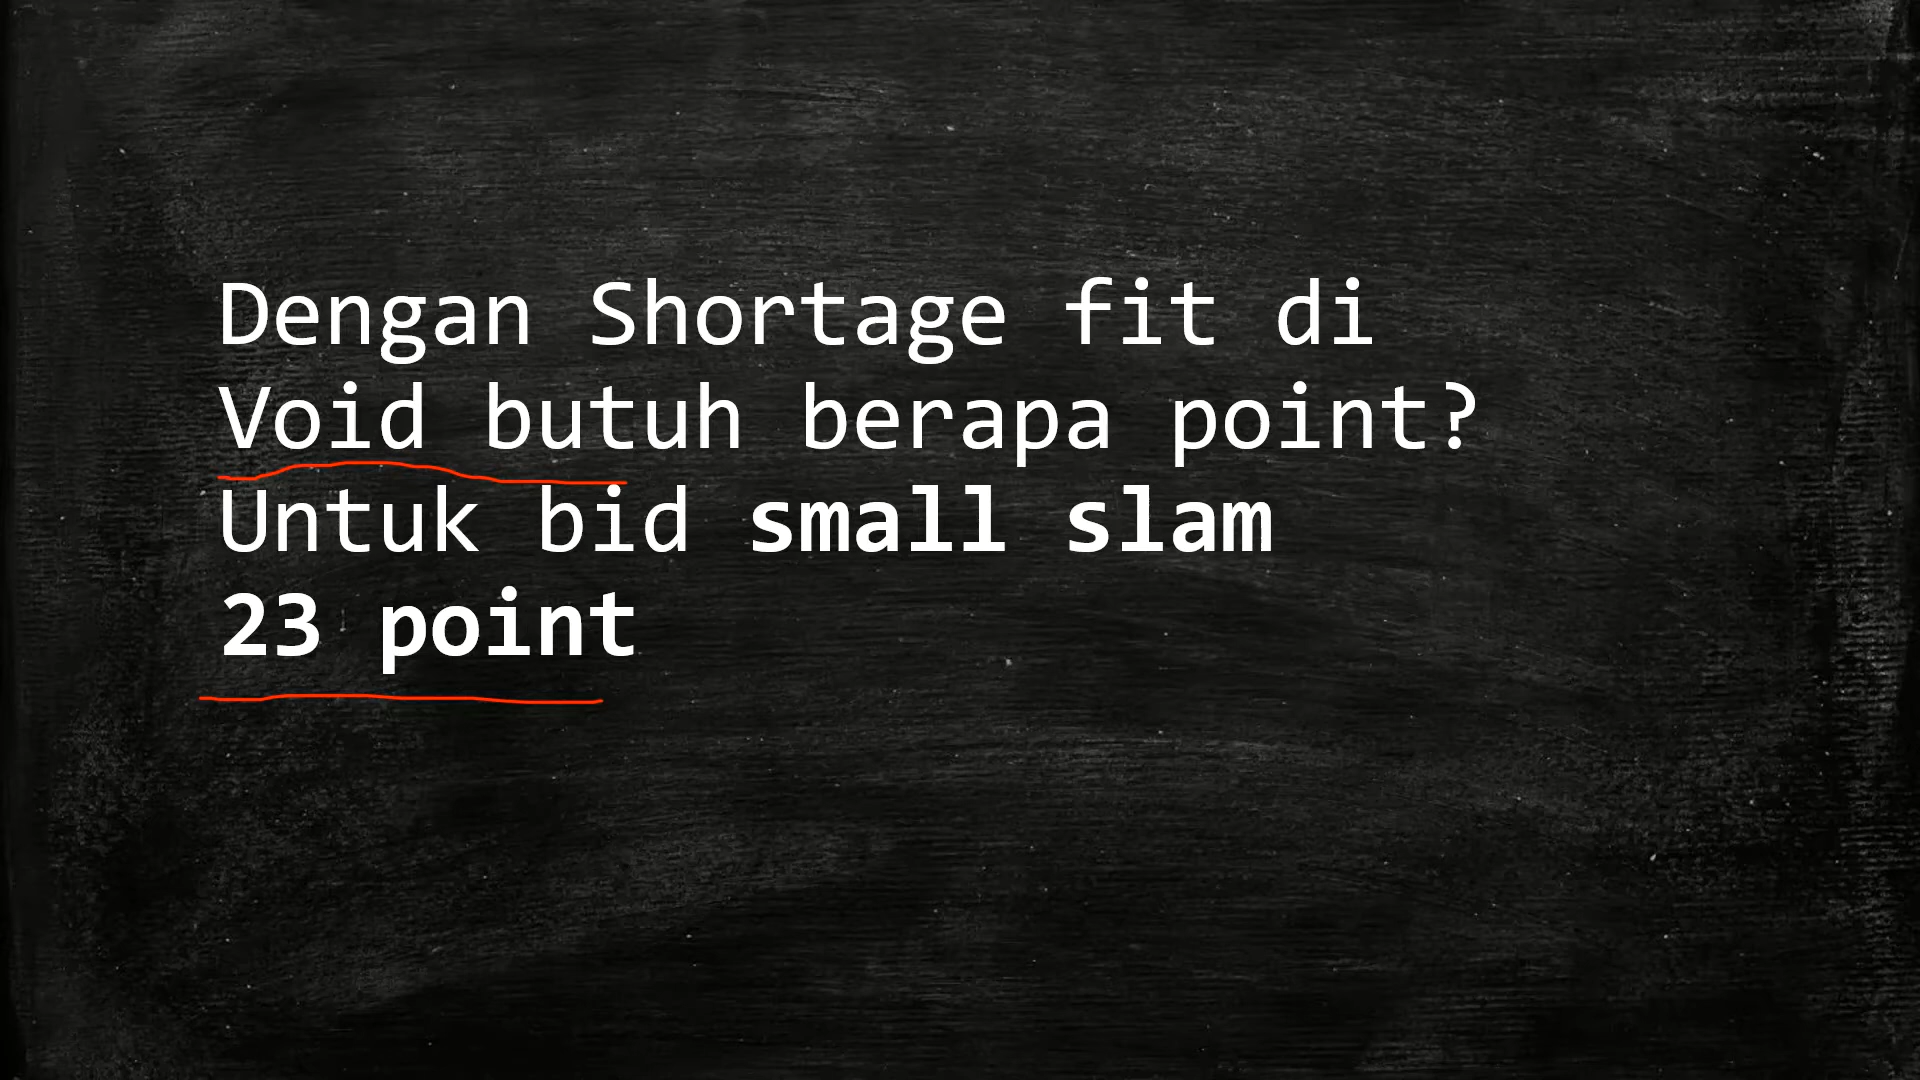 Dengan Shortage fit di
Void butuh berapa point?
Untuk bid small slam
23 point